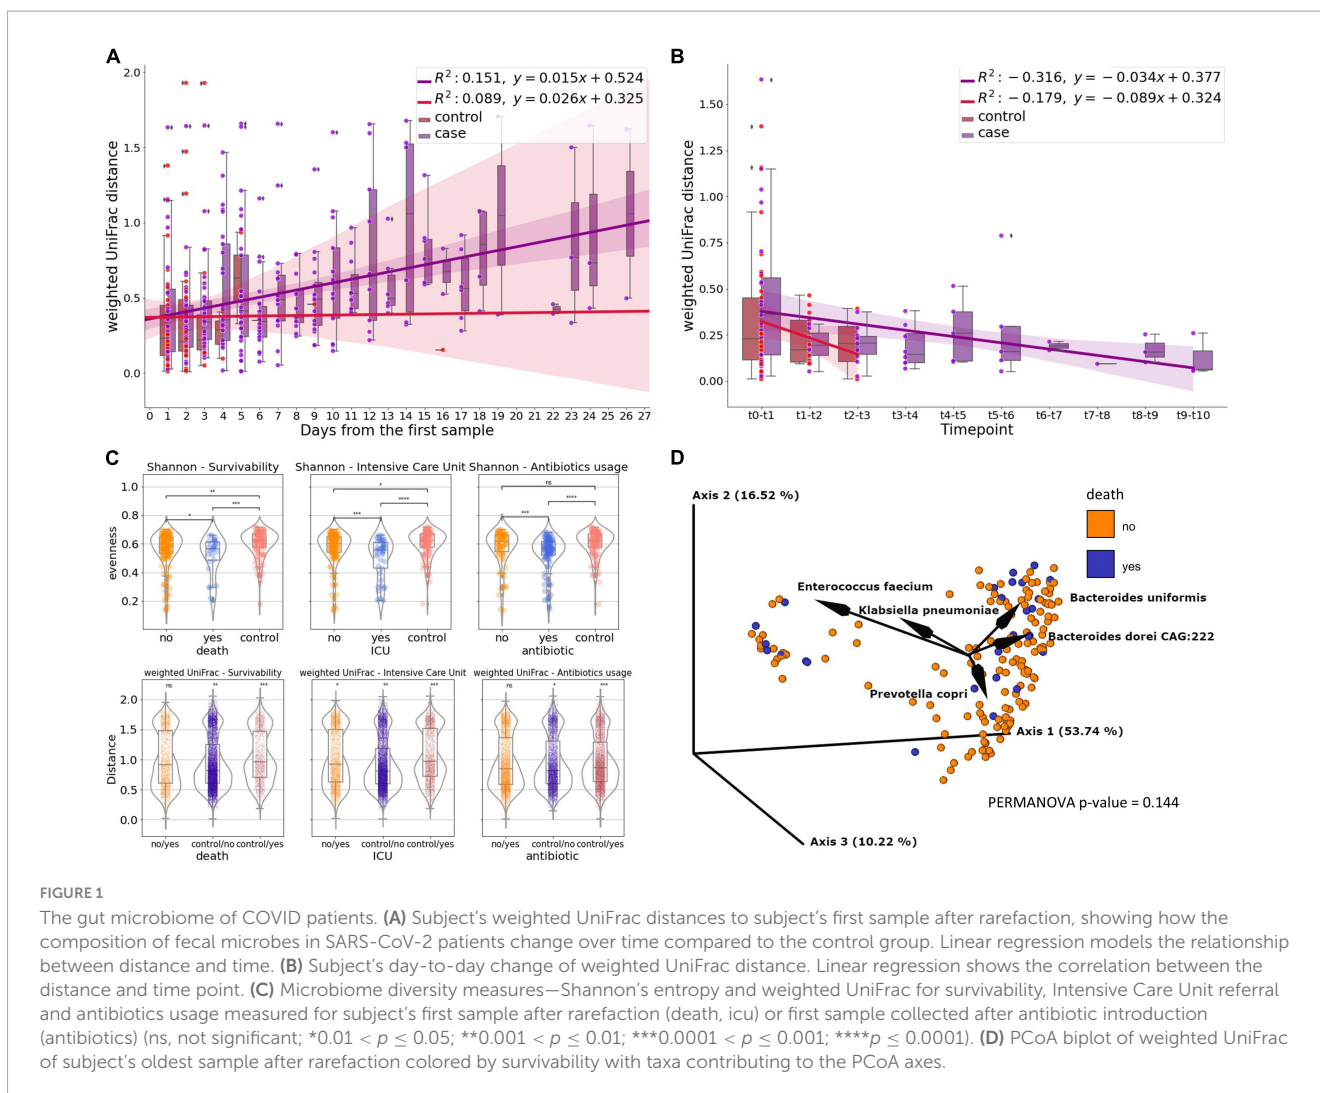 A
B
R²: 0.151, y = 0.015x + 0.524
R²: 0.089, y = 0.026x + 0.325
control
case
weighted UniFrac distance
2.0
1.5
1.0
0.5
0.0
0 1 2 3 4 5 6 7 8 9 10 11 12 13 14 15 16 17 18 19 20 21 22 23 24 25 26 27
Days from the first sample
R²: −0.316, y = −0.034x + 0.377
R²: −0.179, y = −0.089x + 0.324
control
case
weighted UniFrac distance
1.50
1.25
1.00
0.75
0.50
0.25
0.00
t0-t1 t1-t2 t2-t3 t3-t4 t4-t5 t5-t6 t6-t7 t7-t8 t8-t9 t9-t10
Timepoint
C
Shannon - Survivability
Shannon - Intensive Care Unit
Shannon - Antibiotics usage
evenness
1.0
0.8
0.6
0.4
0.2
** * ***
* *** ****
ns *** ****
no yes control
death
no yes control
ICU
no yes control
antibiotic
weighted UniFrac - Survivability
weighted UniFrac - Intensive Care Unit
weighted UniFrac - Antibiotics usage
ns ** ***
* ** ***
ns * ***
Distance
2.0
1.5
1.0
0.5
0.0
no/yes control/no control/yes
death
no/yes control/no control/yes
ICU
no/yes control/no control/yes
antibiotic
D
Axis 2 (16.52 %)
death
no
yes
Enterococcus faecium
Klabsiella pneumoniae
Bacteroides uniformis
Bacteroides dorei CAG:222
Prevotella copri
Axis 1 (53.74 %)
PERMANOVA p-value = 0.144
Axis 3 (10.22 %)
FIGURE 1
The gut microbiome of COVID patients. (A) Subject's weighted UniFrac distances to subject's first sample after rarefaction, showing how the
composition of fecal microbes in SARS-CoV-2 patients change over time compared to the control group. Linear regression models the relationship
between distance and time. (B) Subject's day-to-day change of weighted UniFrac distance. Linear regression shows the correlation between the
distance and time point. (C) Microbiome diversity measures—Shannon's entropy and weighted UniFrac for survivability, Intensive Care Unit referral
and antibiotics usage measured for subject's first sample after rarefaction (death, icu) or first sample collected after antibiotic introduction
(antibiotics) (ns, not significant; *0.01 < p ≤ 0.05; **0.001 < p ≤ 0.01; ***0.0001 < p ≤ 0.001; ****p ≤ 0.0001). (D) PCoA biplot of weighted UniFrac
of subject's oldest sample after rarefaction colored by survivability with taxa contributing to the PCoA axes.